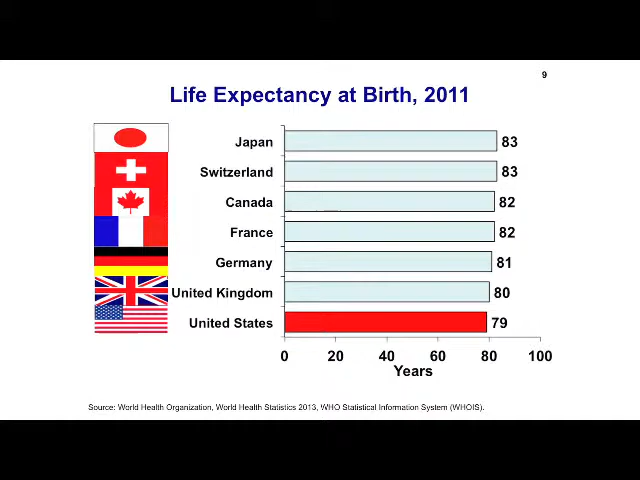 9
Life Expectancy at Birth, 2011
Japan 83
Switzerland 83
Canada 82
France 82
Germany 81
United Kingdom 80
United States 79
0 20 40 60 80 100
Years
Source: World Health Organization, World Health Statistics 2013, WHO Statistical Information System (WHOIS).